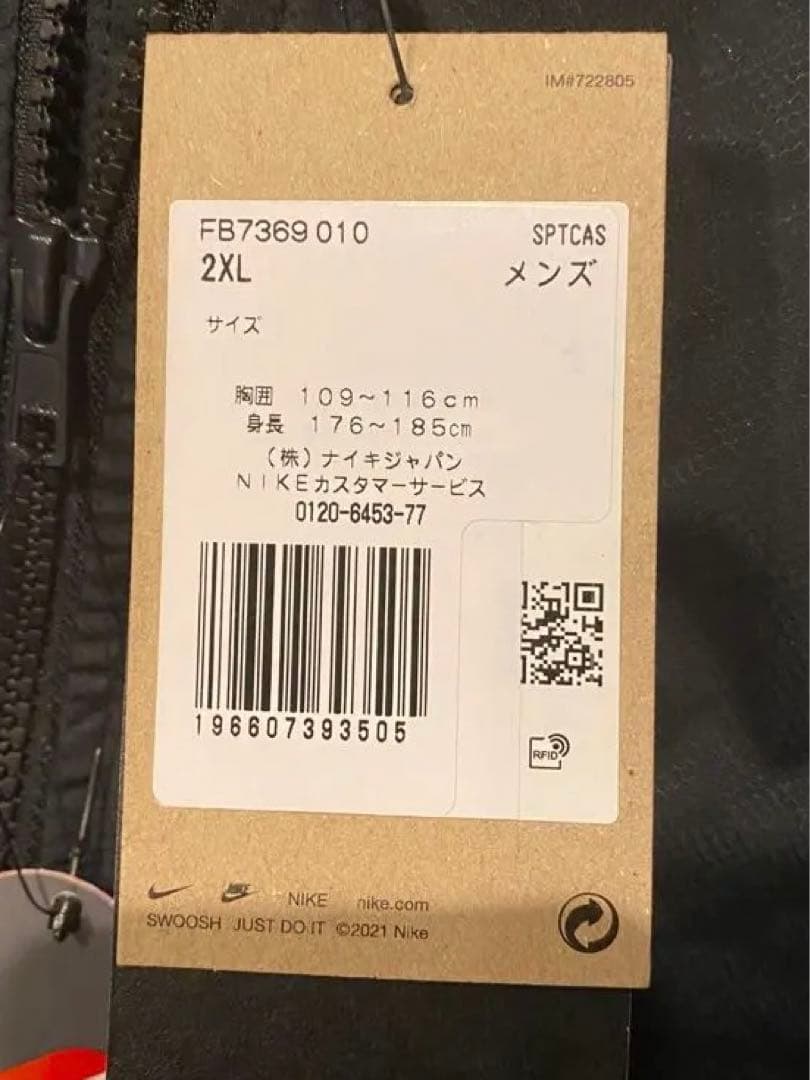 IM#722805
FB7369 010 SPTCAS
2XL メンズ
サイズ
胸囲 109~116cm
身長 176~185cm
(株)ナイキジャパン
NIKEカスタマーサービス
0120-6453-77
196607393505
RFID
NIKE nike.com
SWOOSH JUST DO IT ©2021 Nike